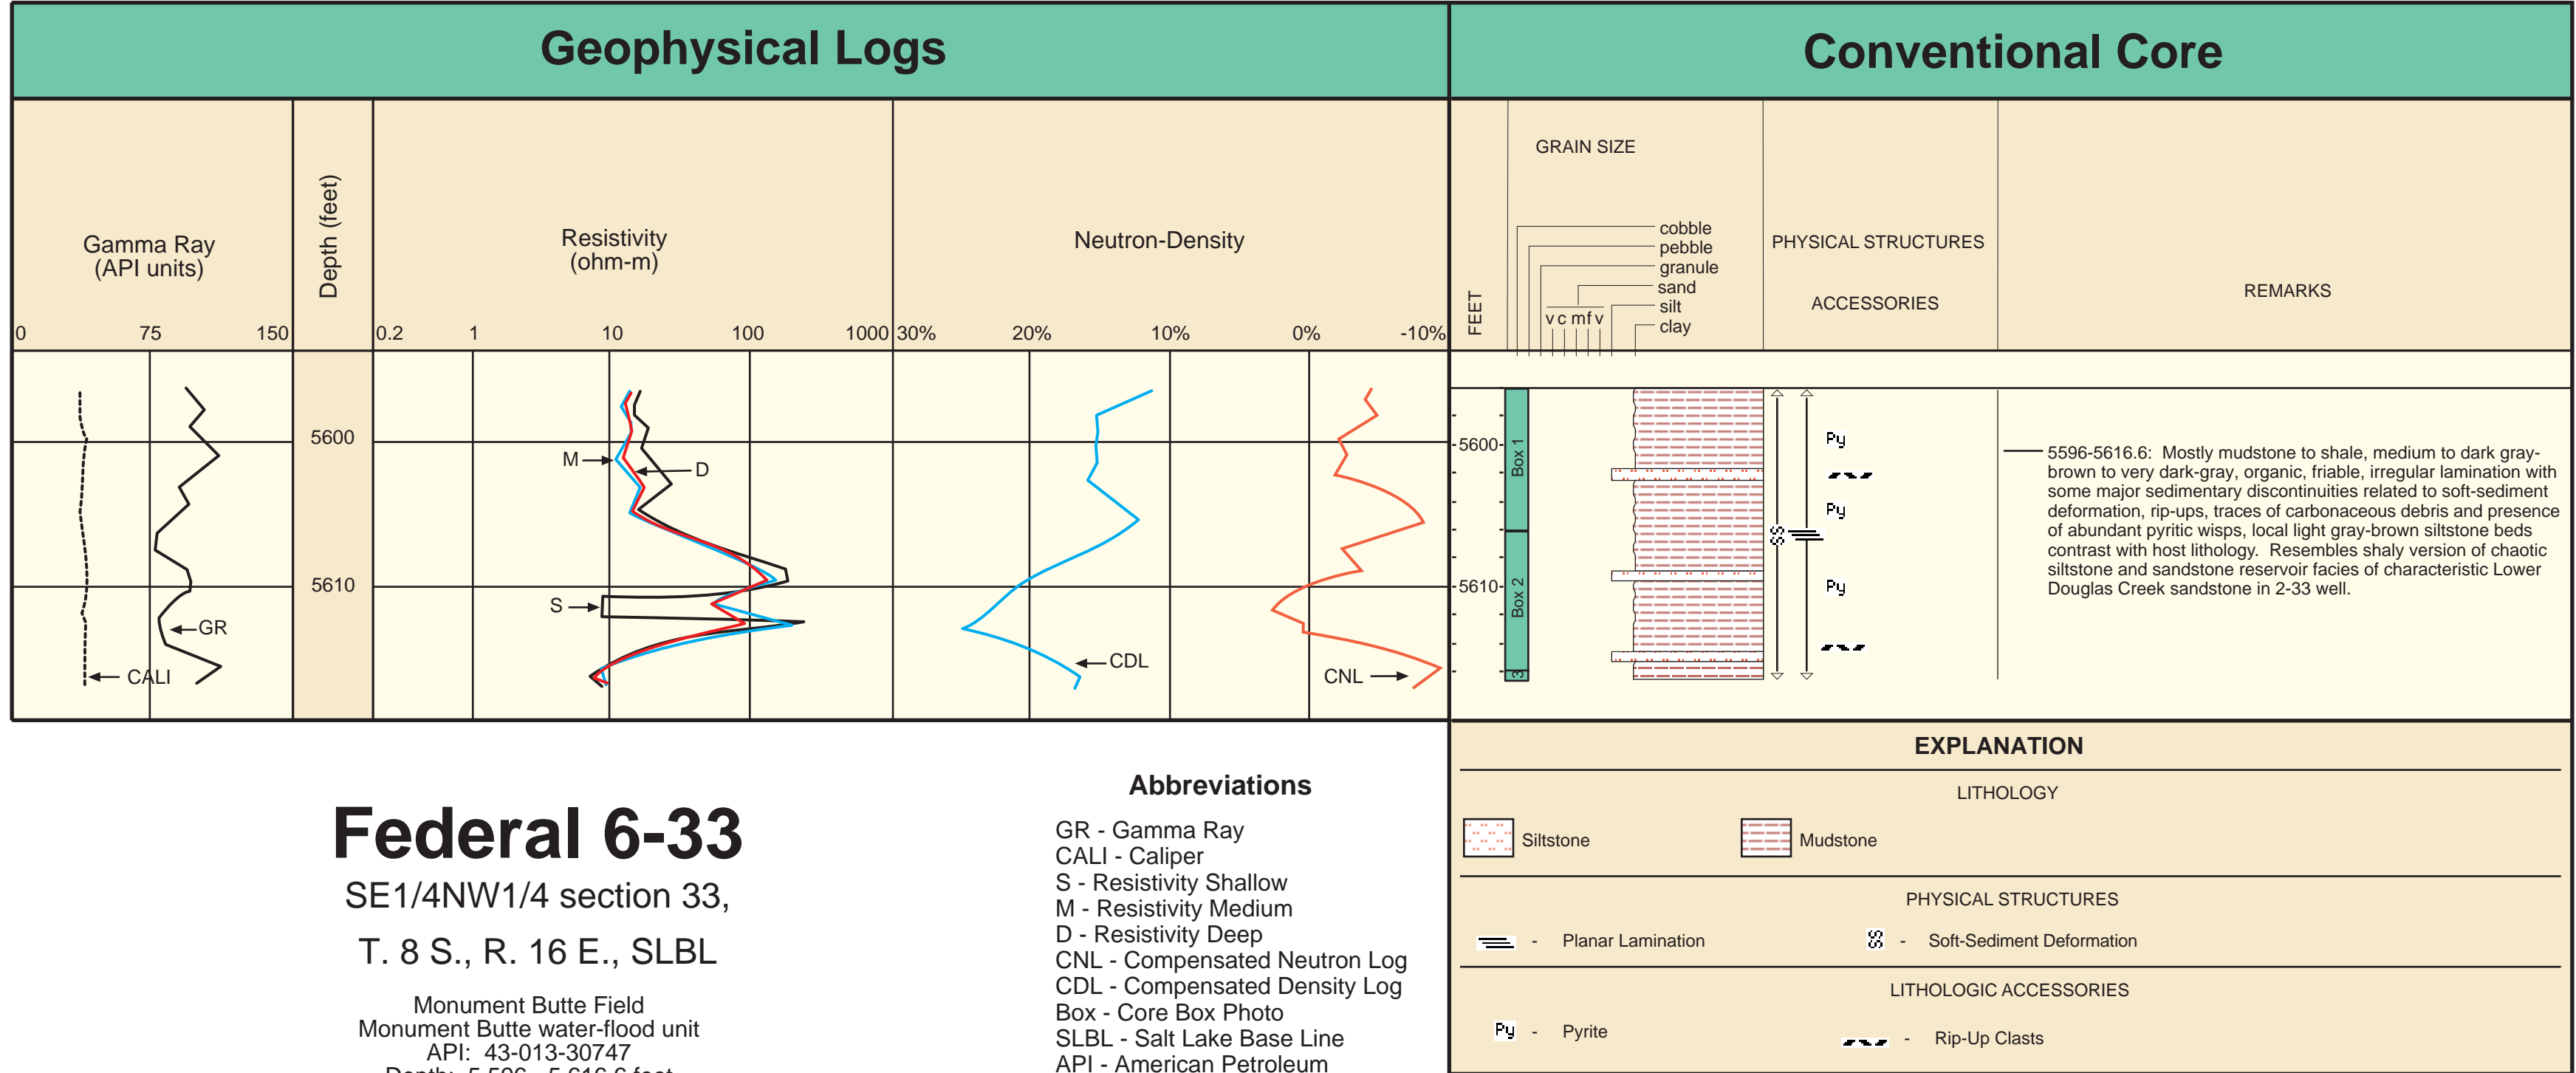 Geophysical Logs
Conventional Core
Gamma Ray
(API units)
0 75 150
Depth (feet)
Resistivity
(ohm-m)
0.2 1 10 100 1000
Neutron-Density
30% 20% 10% 0% -10%
FEET
GRAIN SIZE
cobble
pebble
granule
sand
silt
clay
v c m f v
PHYSICAL STRUCTURES
ACCESSORIES
REMARKS
5600
5610
GR
CALI
M
D
S
CDL
CNL
5600
5610
Box 1
Box 2
3
Py
Py
Py
5596-5616.6: Mostly mudstone to shale, medium to dark gray-
brown to very dark-gray, organic, friable, irregular lamination with
some major sedimentary discontinuities related to soft-sediment
deformation, rip-ups, traces of carbonaceous debris and presence
of abundant pyritic wisps, local light gray-brown siltstone beds
contrast with host lithology. Resembles shaly version of chaotic
siltstone and sandstone reservoir facies of characteristic Lower
Douglas Creek sandstone in 2-33 well.
Federal 6-33
SE1/4NW1/4 section 33,
T. 8 S., R. 16 E., SLBL
Monument Butte Field
Monument Butte water-flood unit
API: 43-013-30747
Depth: 5,596 - 5,616.6 feet
Abbreviations
GR - Gamma Ray
CALI - Caliper
S - Resistivity Shallow
M - Resistivity Medium
D - Resistivity Deep
CNL - Compensated Neutron Log
CDL - Compensated Density Log
Box - Core Box Photo
SLBL - Salt Lake Base Line
API - American Petroleum
EXPLANATION
LITHOLOGY
Siltstone
Mudstone
PHYSICAL STRUCTURES
- Planar Lamination
- Soft-Sediment Deformation
LITHOLOGIC ACCESSORIES
Py - Pyrite
- Rip-Up Clasts